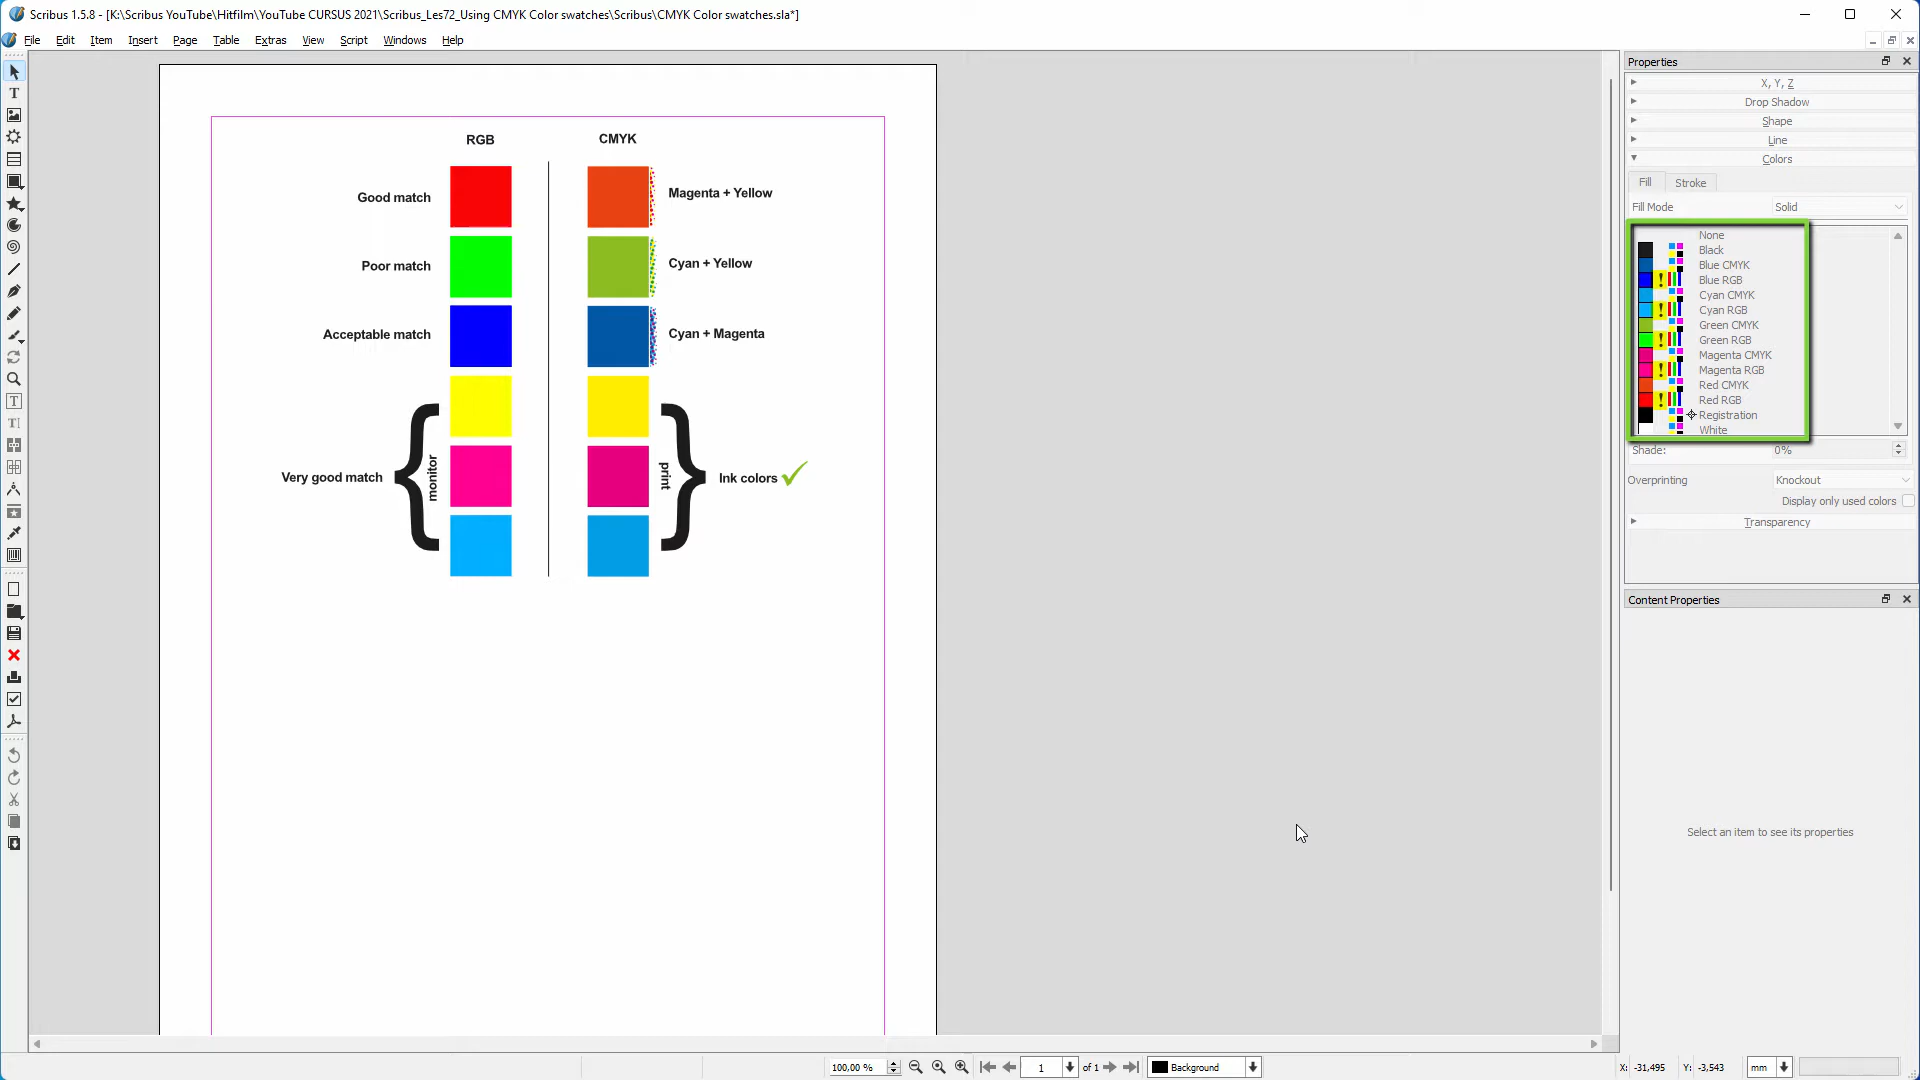 Scribus 1.5.8 - [K:\Scribus YouTube\Hitfilm\YouTube CURSUS 2021\Scribus_Les72_Using CMYK Color swatches\Scribus\CMYK Color swatches.sla*]
File Edit Item Insert Page Table Extras View Script Windows Help
RGB CMYK
Good match Magenta + Yellow
Poor match Cyan + Yellow
Acceptable match Cyan + Magenta
Very good match monitor print Ink colors
Properties
X, Y, Z
Drop Shadow
Shape
Line
Colors
Fill Stroke
Fill Mode Solid
None
Black
Blue CMYK
Blue RGB
Cyan CMYK
Cyan RGB
Green CMYK
Green RGB
Magenta CMYK
Magenta RGB
Red CMYK
Red RGB
Registration
White
Shade: 0%
Overprinting Knockout
Display only used colors
Transparency
Content Properties
Select an item to see its properties
100,00 % 1 of 1 Background X: -31,495 Y: -3,543 mm